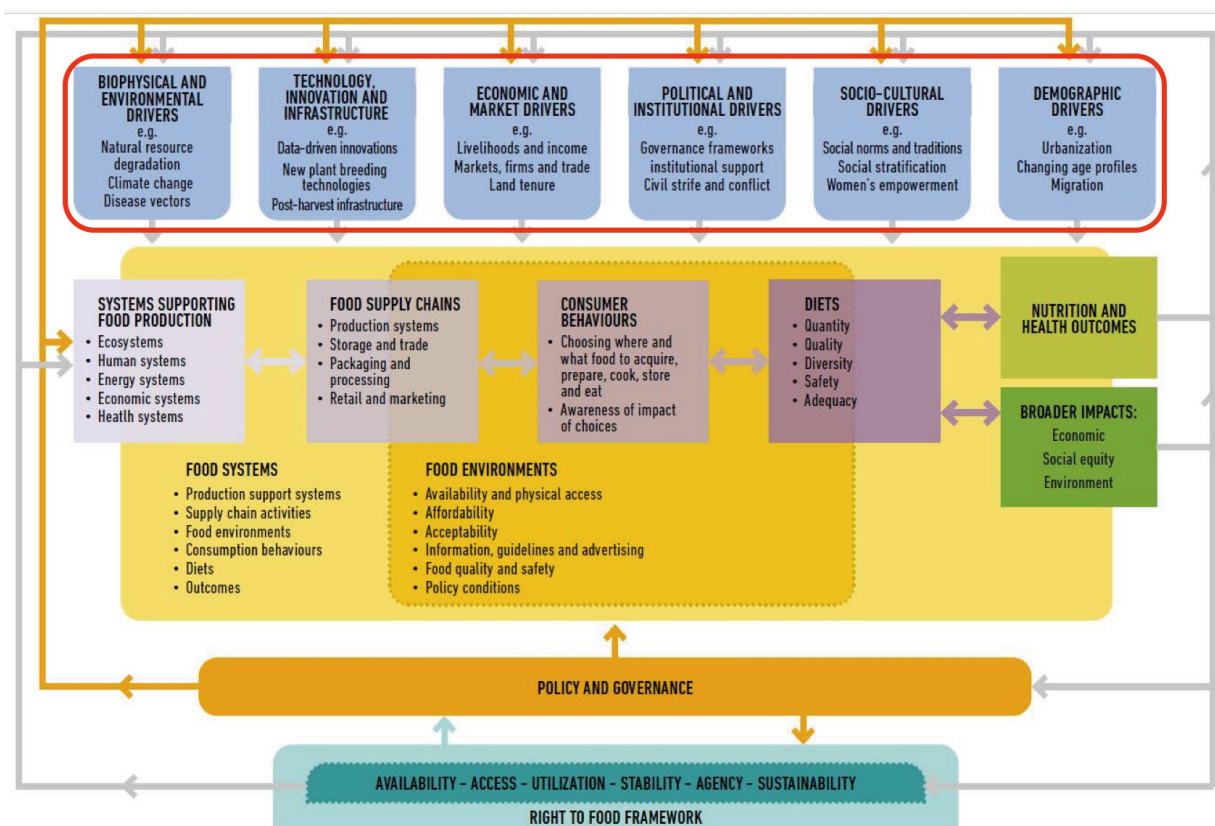 BIOPHYSICAL AND
ENVIRONMENTAL
DRIVERS
e.g.
Natural resource
degradation
Climate change
Disease vectors
TECHNOLOGY,
INNOVATION AND
INFRASTRUCTURE
e.g.
Data-driven innovations
New plant breeding
technologies
Post-harvest infrastructure
ECONOMIC AND
MARKET DRIVERS
e.g.
Livelihoods and income
Markets, firms and trade
Land tenure
POLITICAL AND
INSTITUTIONAL DRIVERS
e.g.
Governance frameworks
institutional support
Civil strife and conflict
SOCIO-CULTURAL
DRIVERS
e.g.
Social norms and traditions
Social stratification
Women's empowerment
DEMOGRAPHIC
DRIVERS
e.g.
Urbanization
Changing age profiles
Migration
SYSTEMS SUPPORTING
FOOD PRODUCTION
• Ecosystems
• Human systems
• Energy systems
• Economic systems
• Heatlh systems
FOOD SUPPLY CHAINS
• Production systems
• Storage and trade
• Packaging and
processing
• Retail and marketing
CONSUMER
BEHAVIOURS
• Choosing where and
what food to acquire,
prepare, cook, store
and eat
• Awareness of impact
of choices
DIETS
• Quantity
• Quality
• Diversity
• Safety
• Adequacy
NUTRITION AND
HEALTH OUTCOMES
BROADER IMPACTS:
Economic
Social equity
Environment
FOOD SYSTEMS
• Production support systems
• Supply chain activities
• Food environments
• Consumption behaviours
• Diets
• Outcomes
FOOD ENVIRONMENTS
• Availability and physical access
• Affordability
• Acceptability
• Information, guidelines and advertising
• Food quality and safety
• Policy conditions
POLICY AND GOVERNANCE
AVAILABILITY – ACCESS – UTILIZATION – STABILITY – AGENCY – SUSTAINABILITY
RIGHT TO FOOD FRAMEWORK